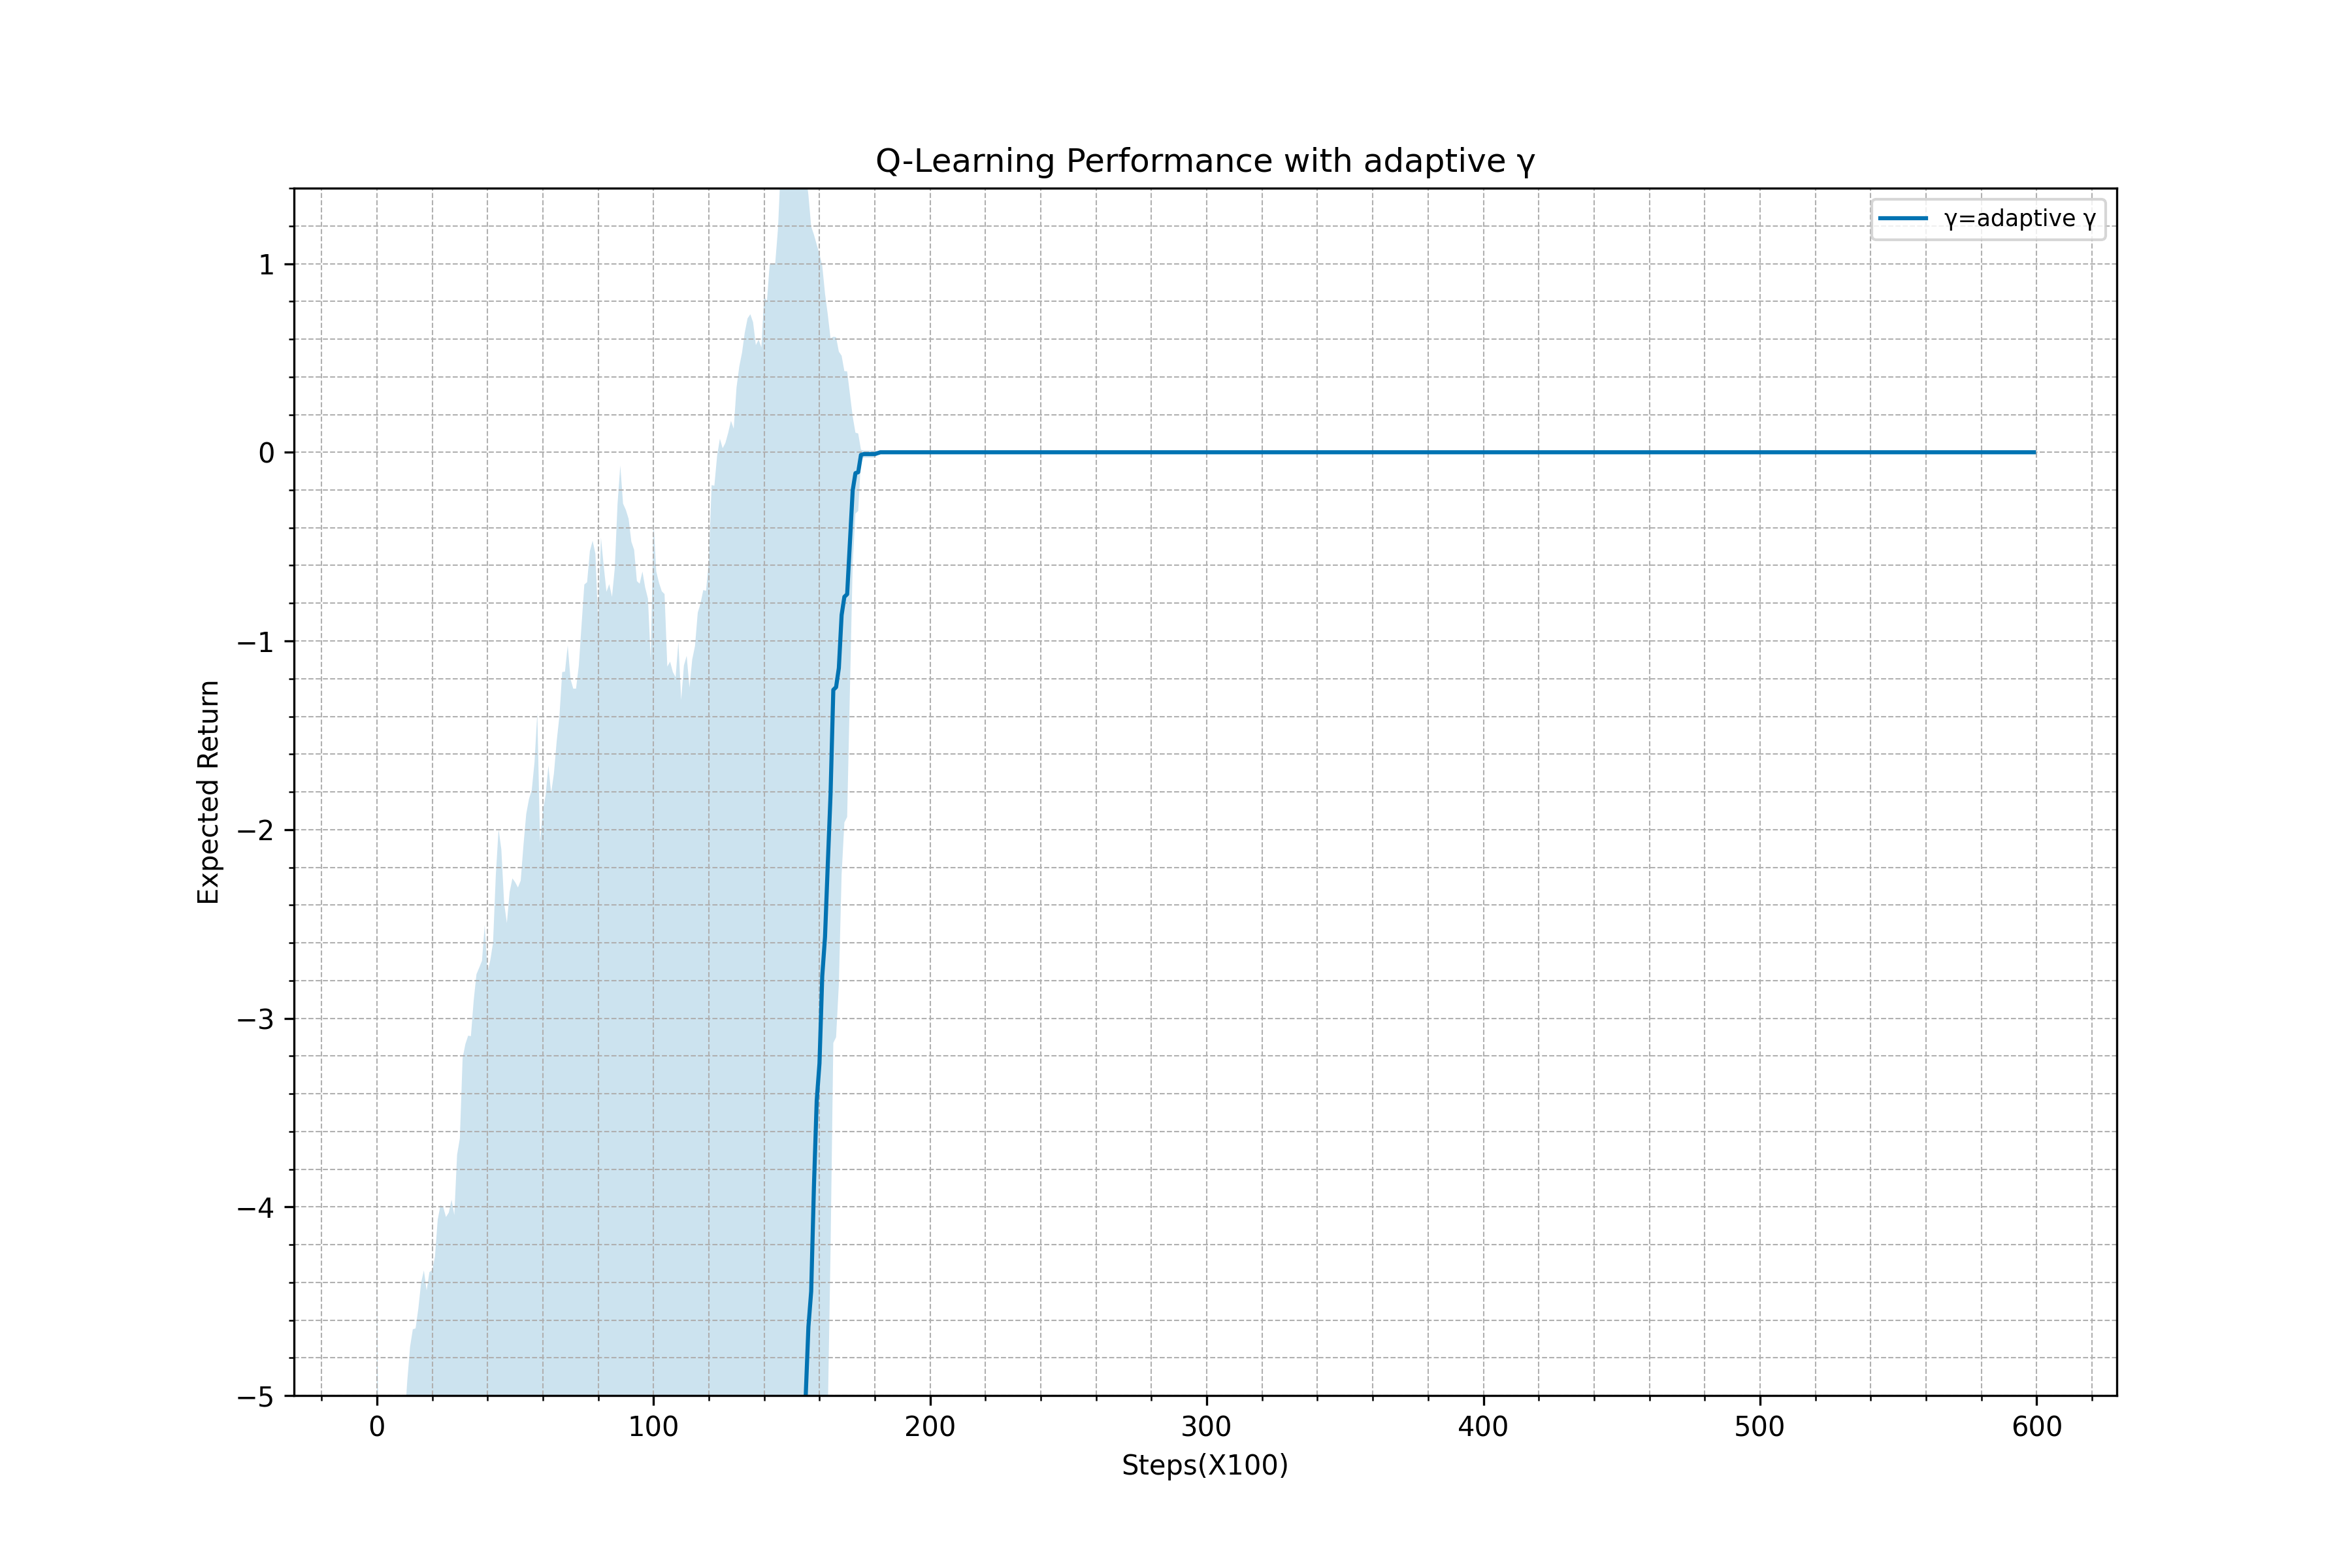 Q-Learning Performance with adaptive γ
γ=adaptive γ
1
0
−1
−2
−3
−4
−5
Expected Return
0 100 200 300 400 500 600
Steps(X100)